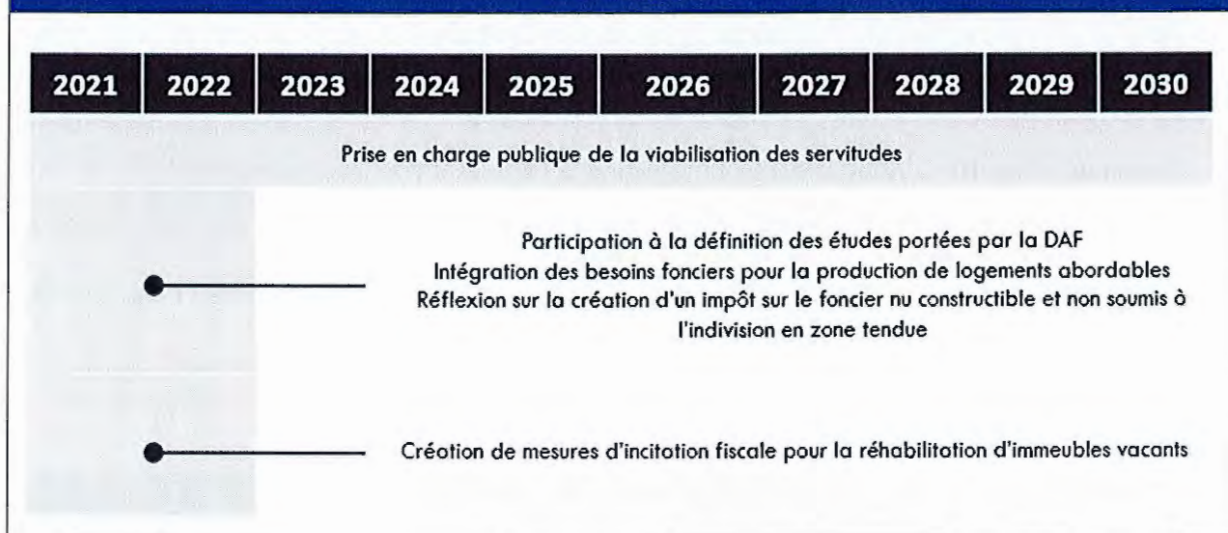 2021 2022 2023 2024 2025 2026 2027 2028 2029 2030
Prise en charge publique de la viabilisation des servitudes
Participation à la définition des études portées par la DAF
Intégration des besoins fonciers pour la production de logements abordables
Réflexion sur la création d'un impôt sur le foncier nu constructible et non soumis à
l'indivision en zone tendue
Création de mesures d'incitation fiscale pour la réhabilitation d'immeubles vacants